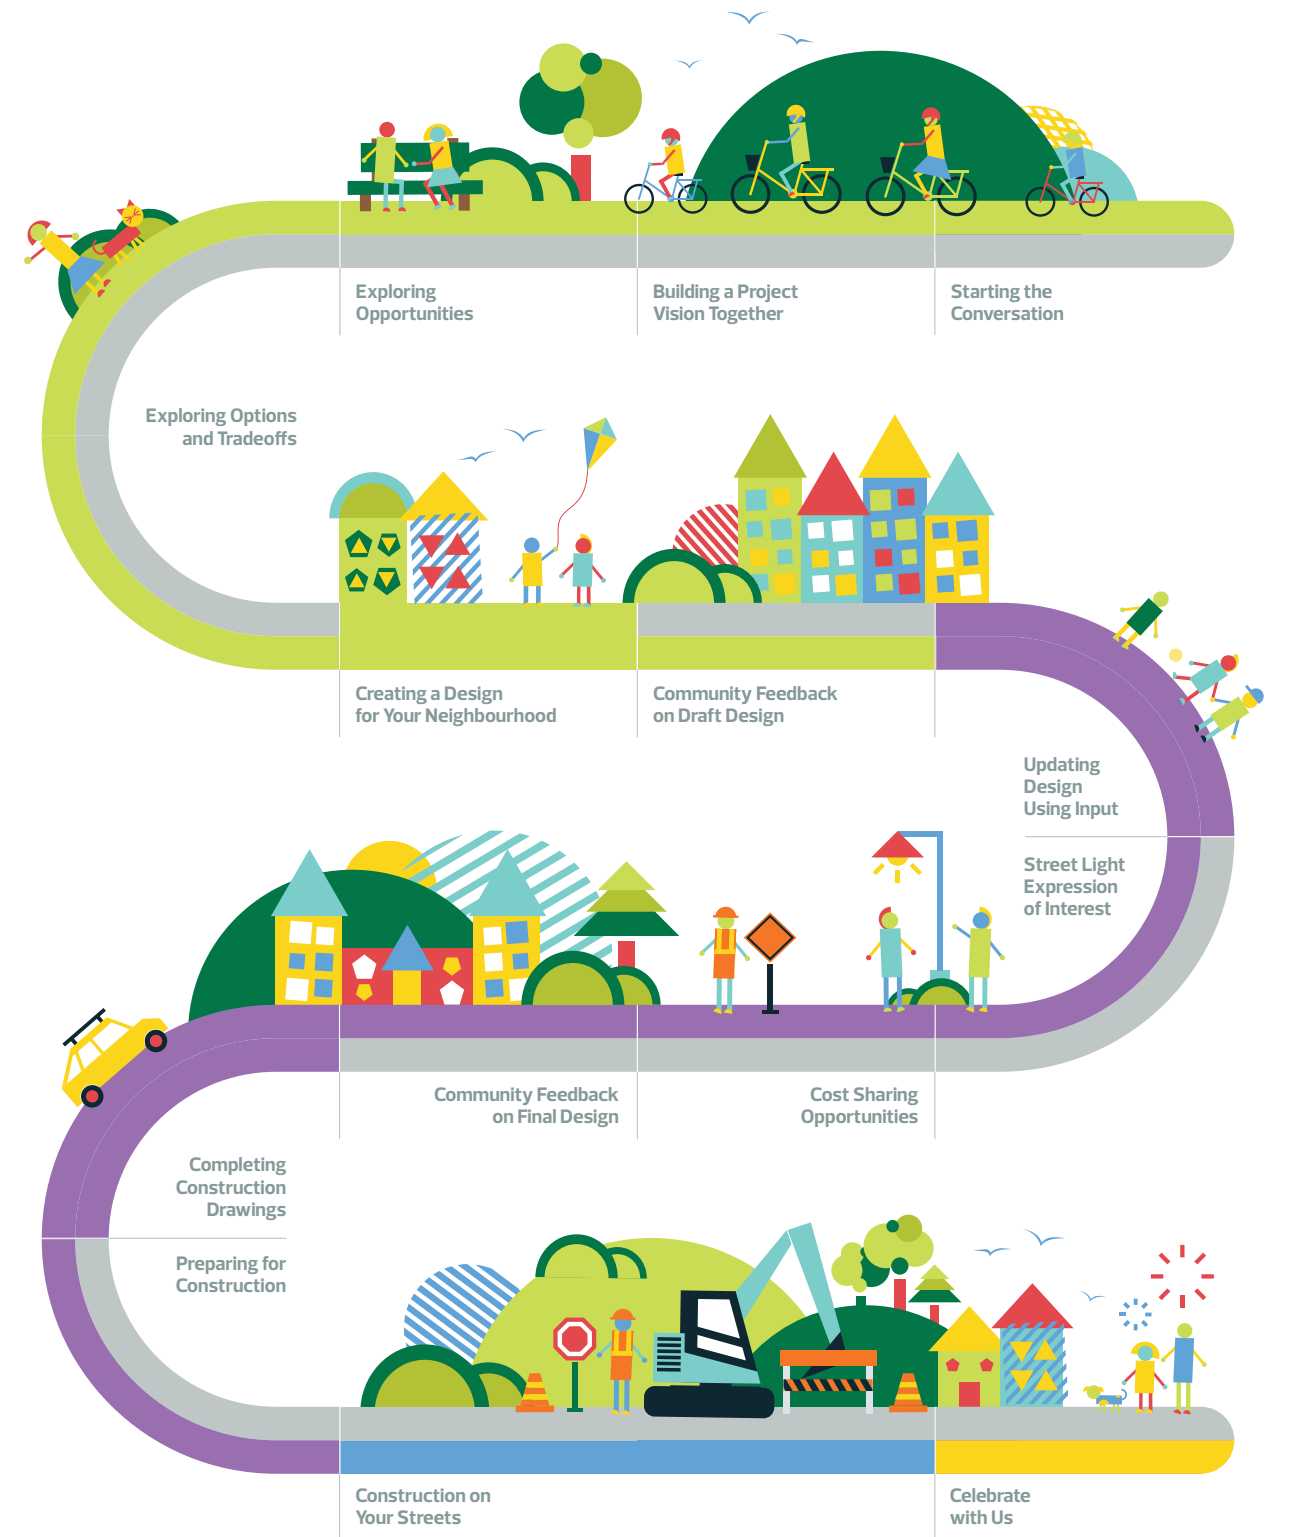 Exploring
Opportunities
Building a Project
Vision Together
Starting the
Conversation
Exploring Options
and Tradeoffs
Creating a Design
for Your Neighbourhood
Community Feedback
on Draft Design
Updating
Design
Using Input
Street Light
Expression
of Interest
Community Feedback
on Final Design
Cost Sharing
Opportunities
Completing
Construction
Drawings
Preparing for
Construction
Construction on
Your Streets
Celebrate
with Us